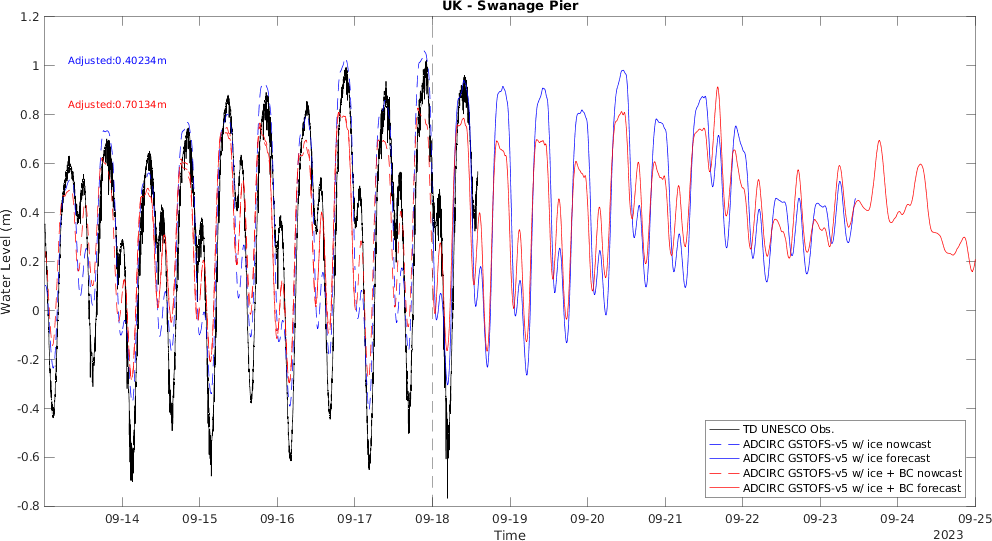 UK - Swanage Pier
Adjusted:0.40234m
Adjusted:0.70134m
Water Level (m)
1.2
1
0.8
0.6
0.4
0.2
0
-0.2
-0.4
-0.6
-0.8
09-14 09-15 09-16 09-17 09-18 09-19 09-20 09-21 09-22 09-23 09-24 09-25
Time
2023
TD UNESCO Obs.
ADCIRC GSTOFS-v5 w/ ice nowcast
ADCIRC GSTOFS-v5 w/ ice forecast
ADCIRC GSTOFS-v5 w/ ice + BC nowcast
ADCIRC GSTOFS-v5 w/ ice + BC forecast